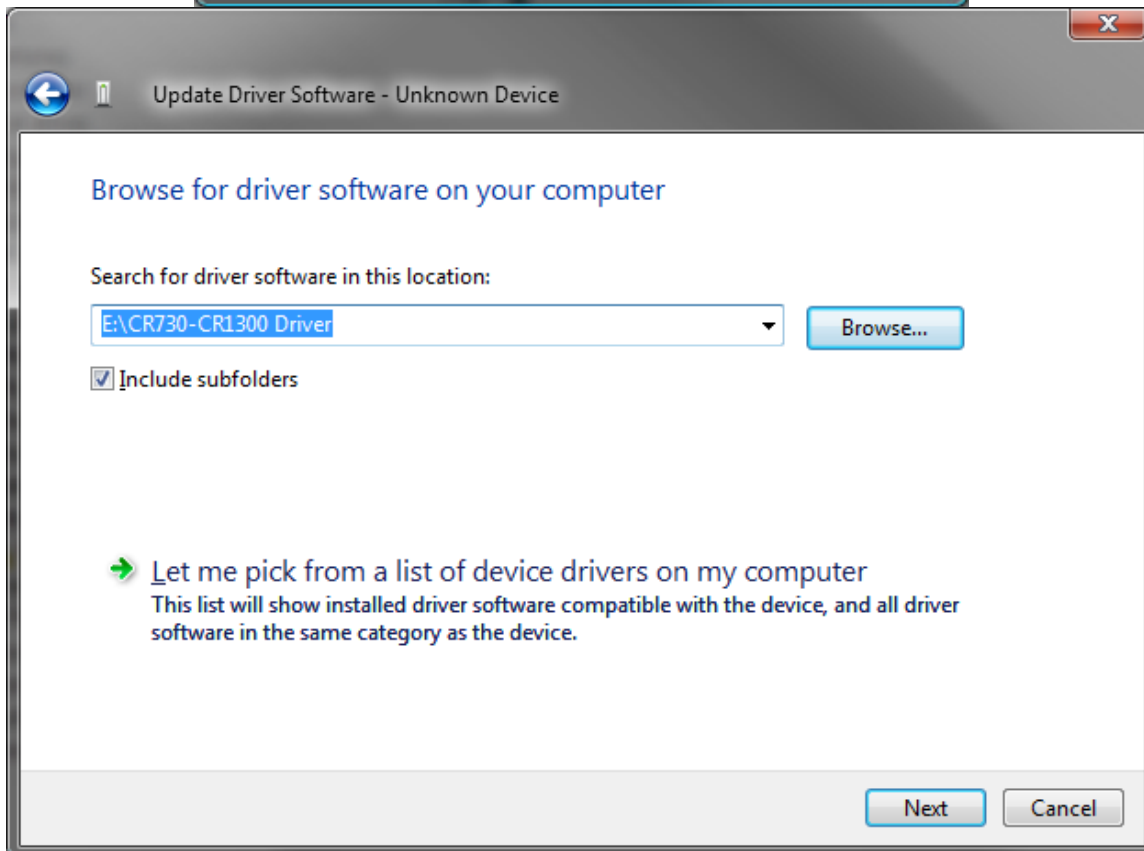 Update Driver Software - Unknown Device
Browse for driver software on your computer
Search for driver software in this location:
E:\CR730-CR1300 Driver
Browse...
Include subfolders
Let me pick from a list of device drivers on my computer
This list will show installed driver software compatible with the device, and all driver
software in the same category as the device.
Next
Cancel